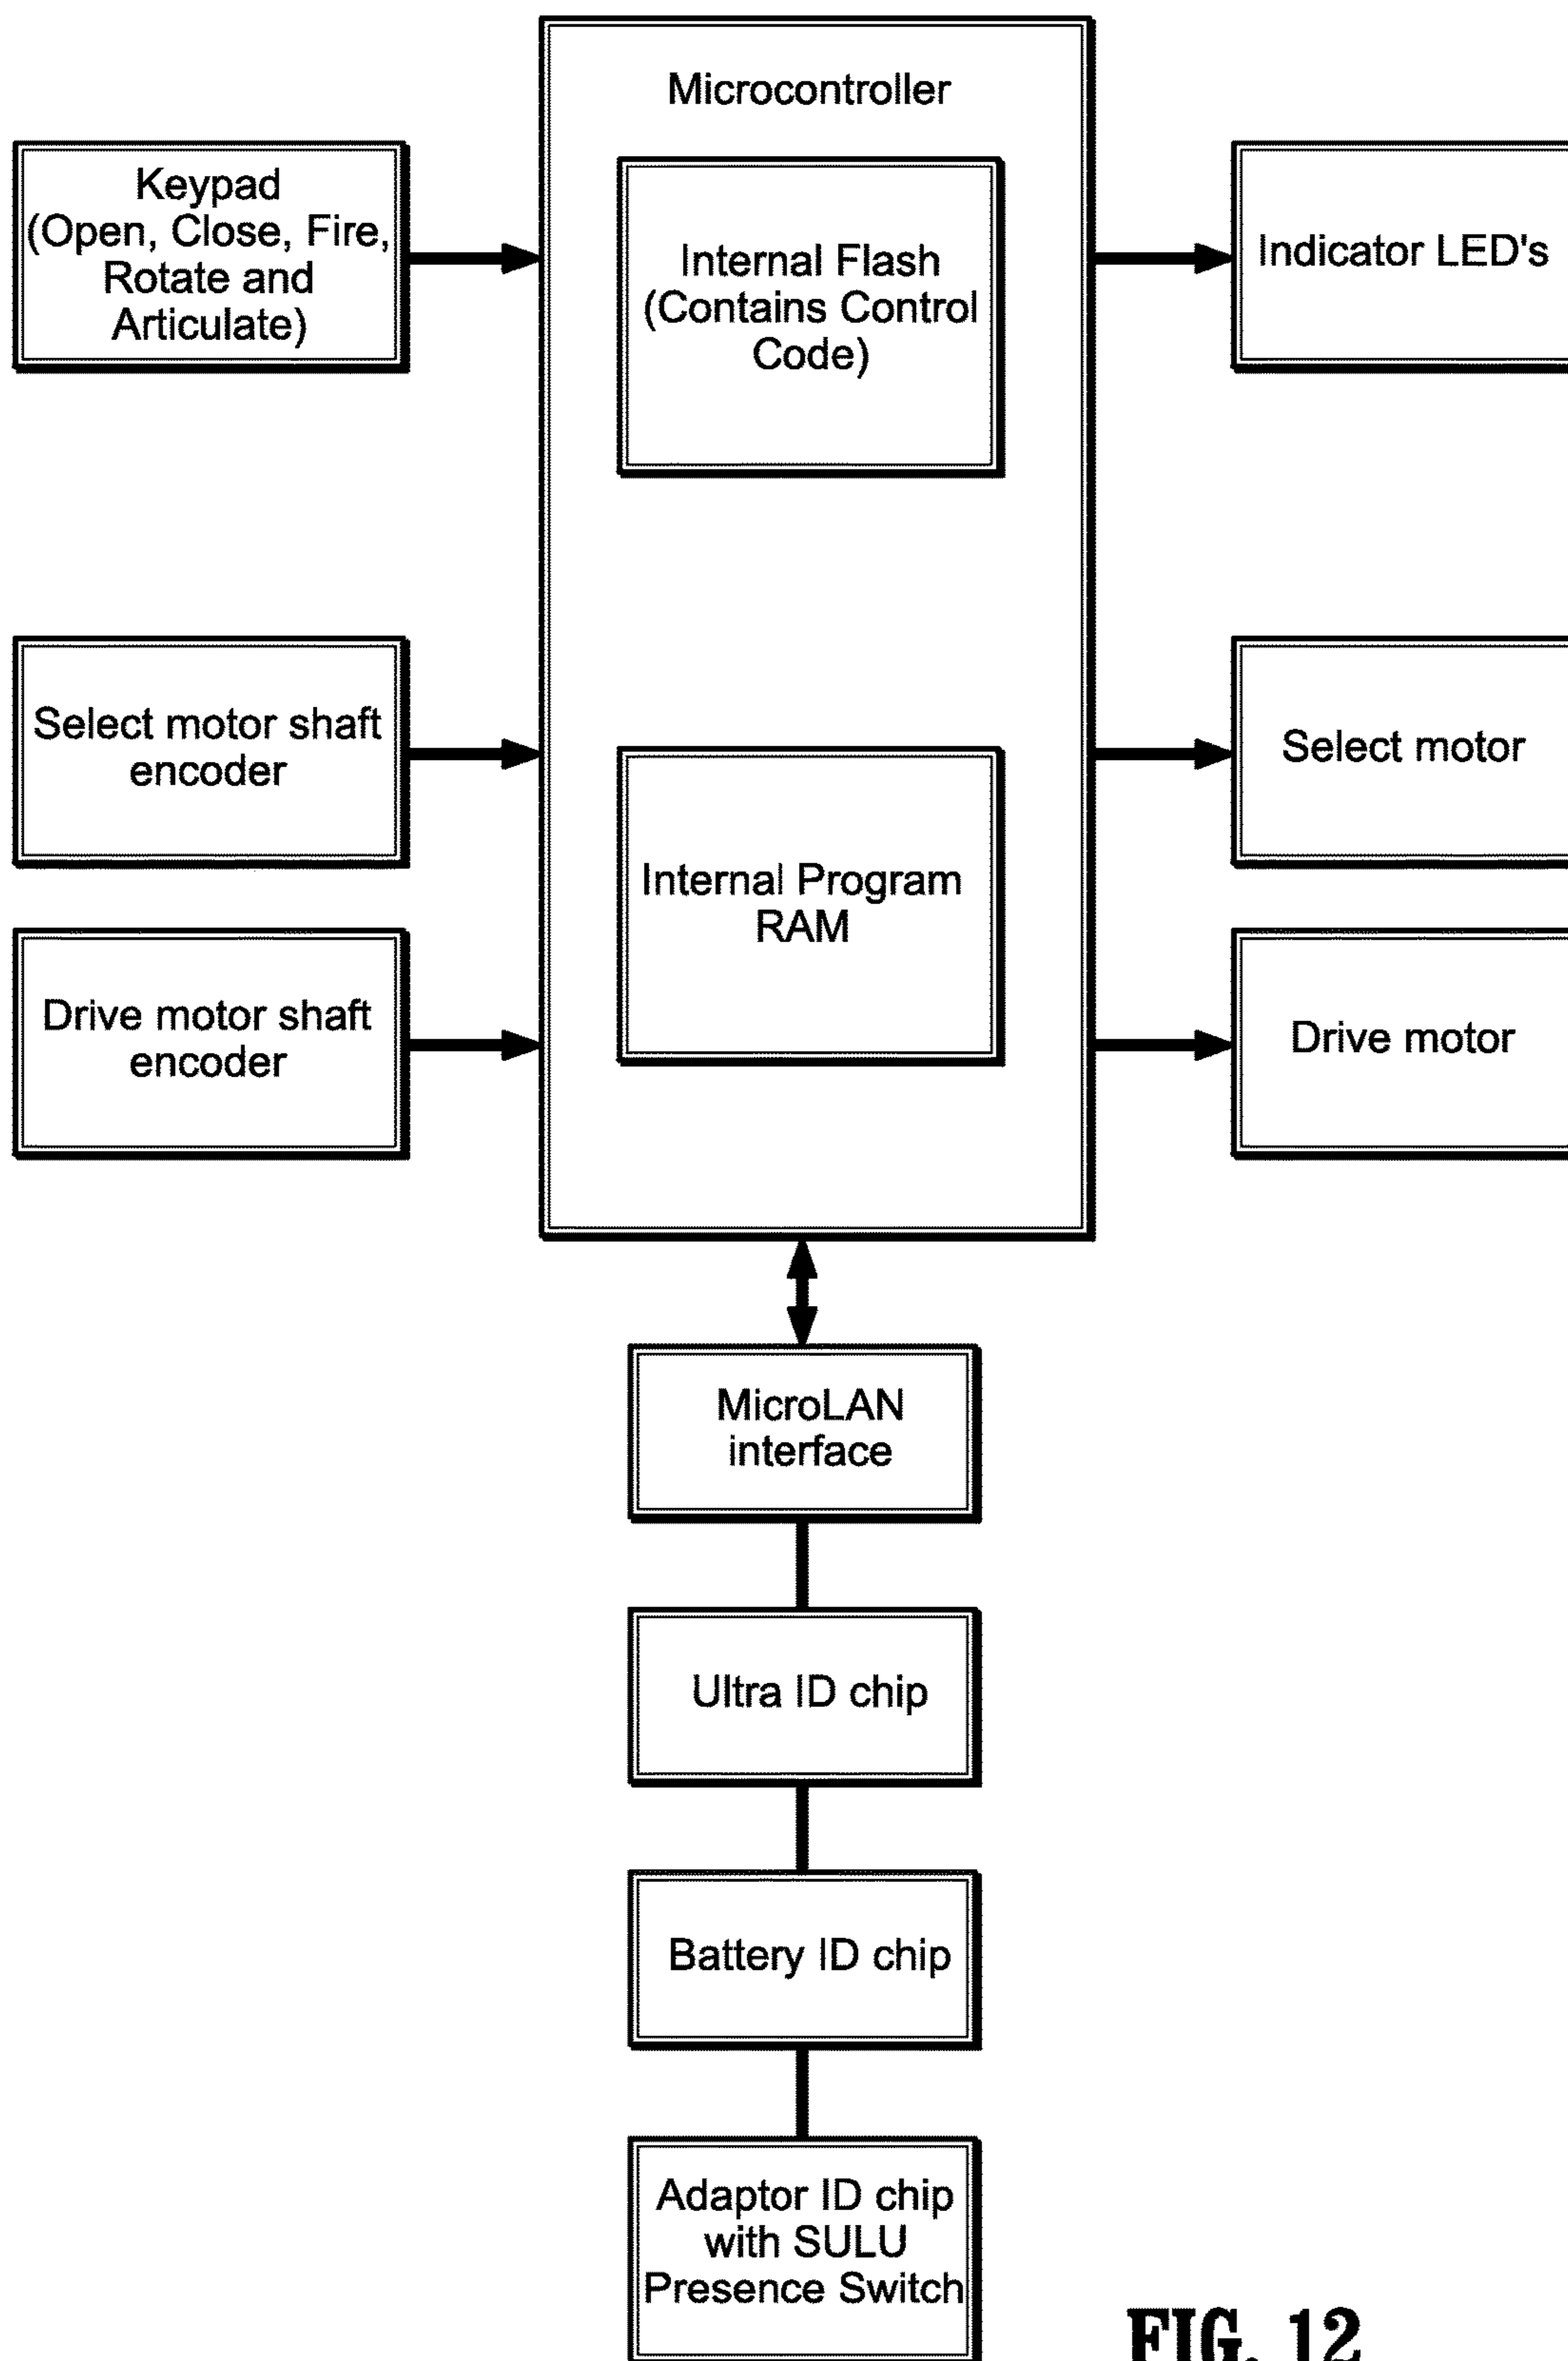 Microcontroller
Keypad
(Open, Close, Fire,
Rotate and
Articulate)
Internal Flash
(Contains Control
Code)
Indicator LED's
Select motor shaft
encoder
Select motor
Internal Program
RAM
Drive motor shaft
encoder
Drive motor
MicroLAN
interface
Ultra ID chip
Battery ID chip
Adaptor ID chip
with SULU
Presence Switch
FIG. 12